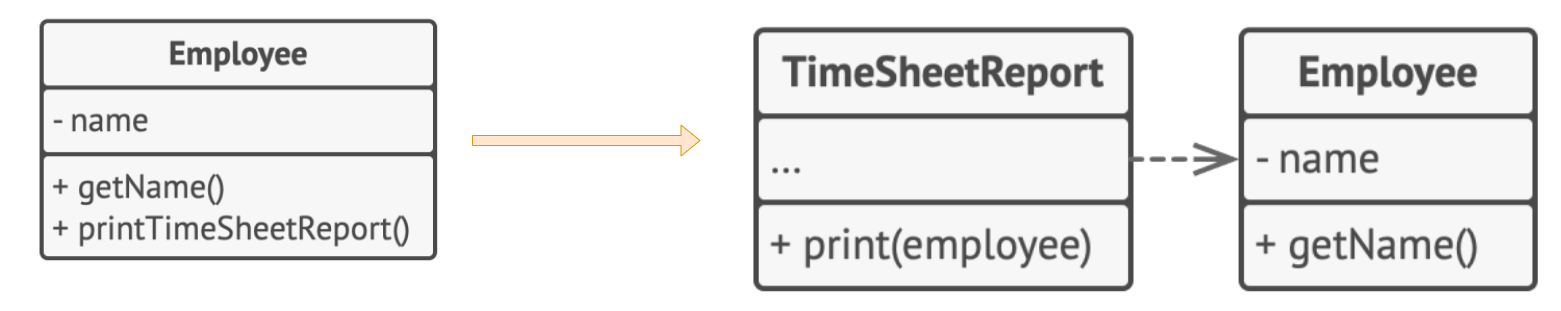 Employee
- name
+ getName()
+ printTimeSheetReport()
TimeSheetReport
...
+ print(employee)
Employee
- name
+ getName()